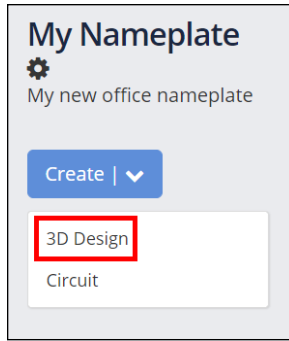 My Nameplate
My new office nameplate
Create |
3D Design
Circuit